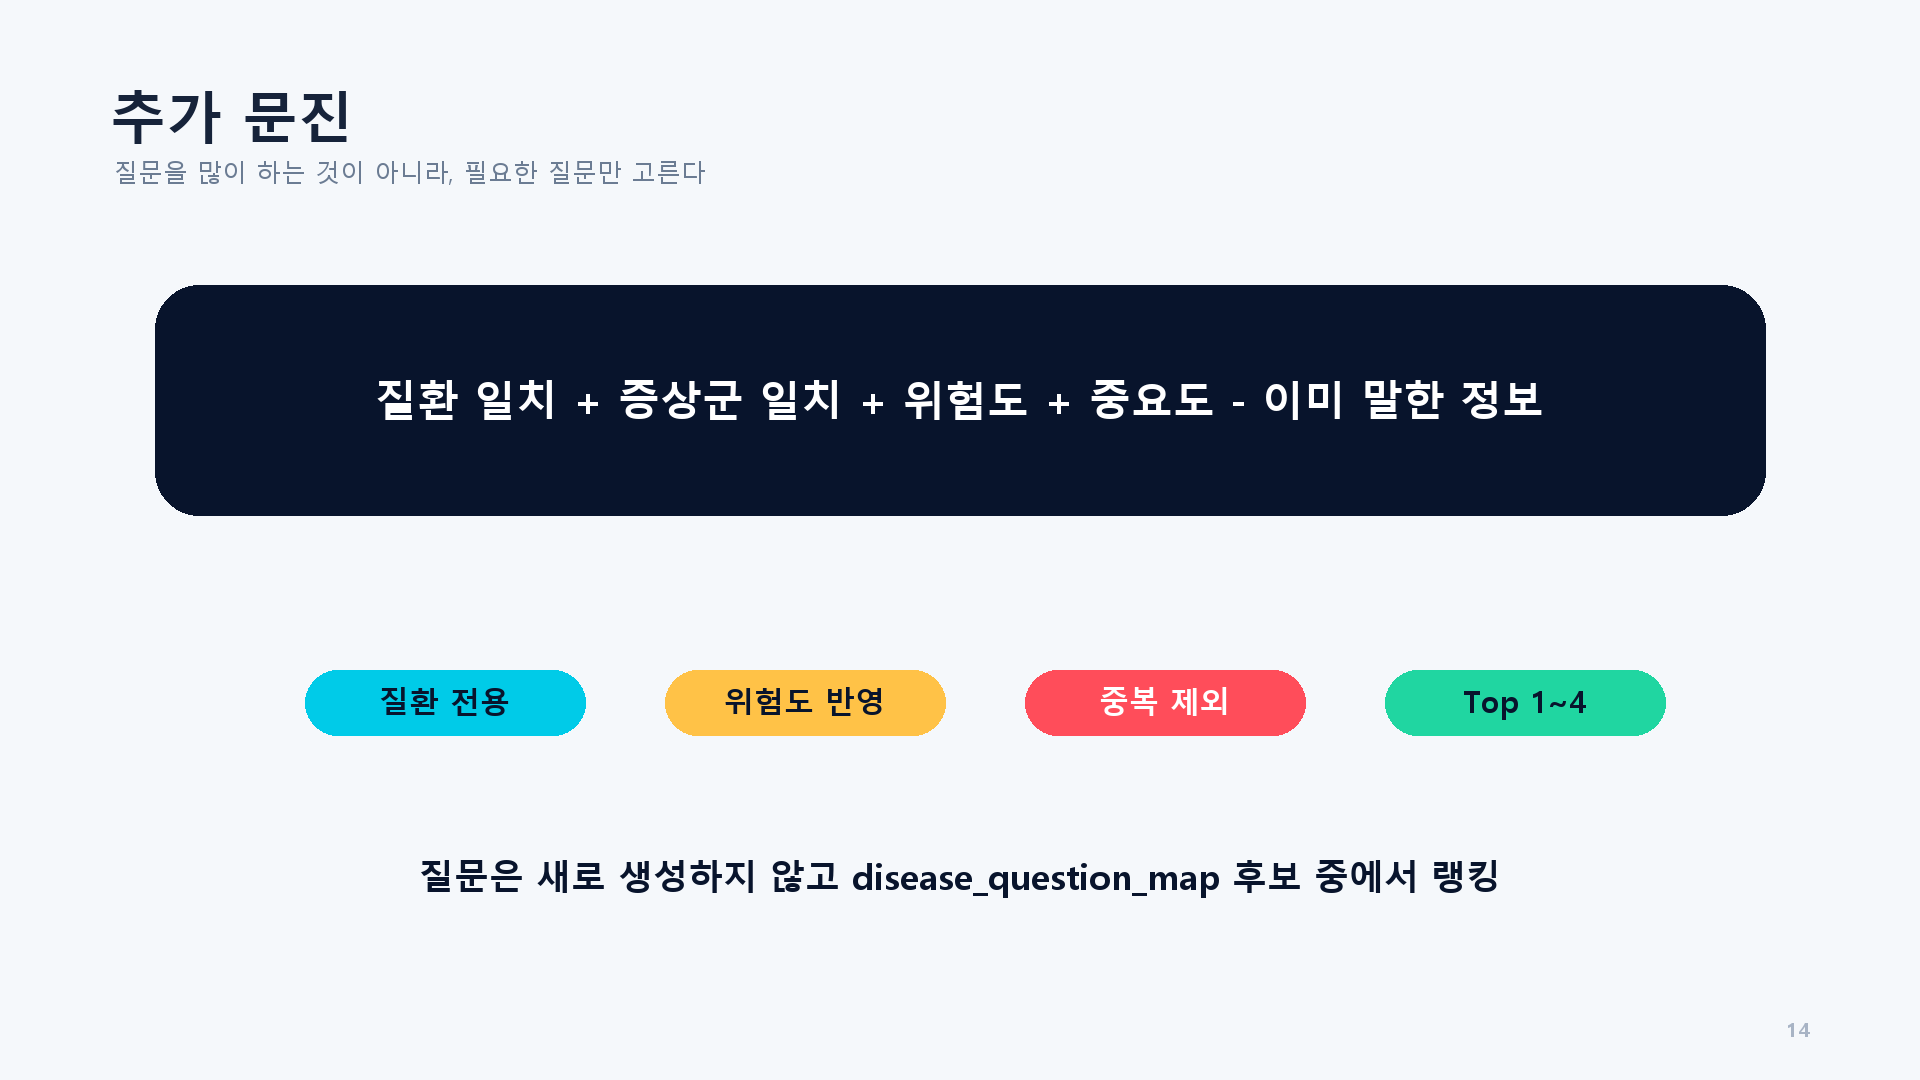 추가 문진
질문을 많이 하는 것이 아니라, 필요한 질문만 고른다
질환 일치 + 증상군 일치 + 위험도 + 중요도 - 이미 말한 정보
질환 전용
위험도 반영
중복 제외
Top 1~4
질문은 새로 생성하지 않고 disease_question_map 후보 중에서 랭킹
14